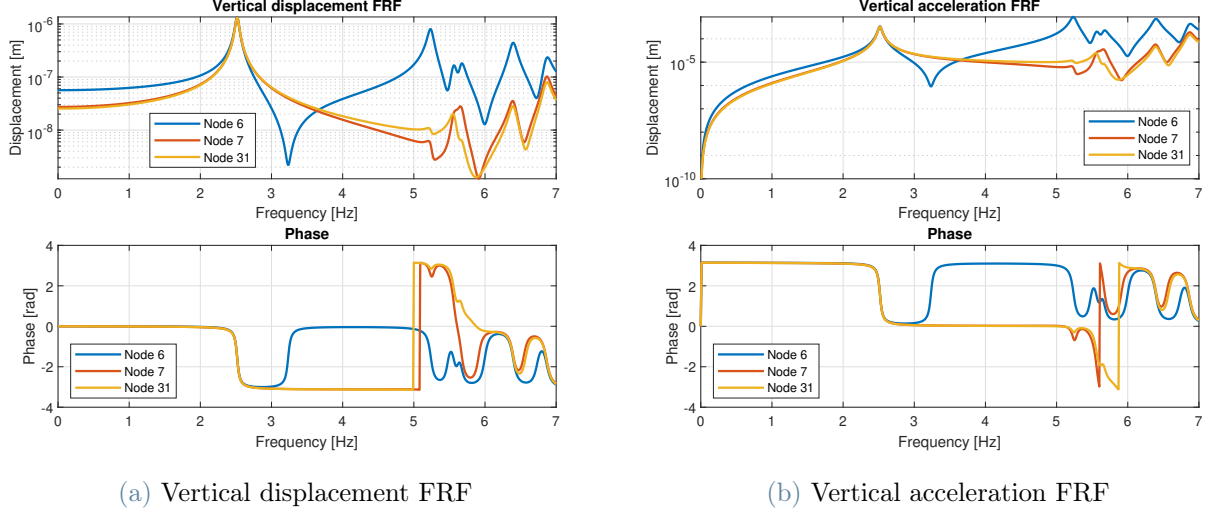 Vertical displacement FRF
10^-6
10^-7
10^-8
Displacement [m]
Node 6
Node 7
Node 31
0 1 2 3 4 5 6 7
Frequency [Hz]
Phase
4
2
0
-2
-4
Phase [rad]
Node 6
Node 7
Node 31
0 1 2 3 4 5 6 7
Frequency [Hz]
(a) Vertical displacement FRF
Vertical acceleration FRF
10^-5
10^-10
Displacement [m]
Node 6
Node 7
Node 31
0 1 2 3 4 5 6 7
Frequency [Hz]
Phase
4
2
0
-2
-4
Phase [rad]
Node 6
Node 7
Node 31
0 1 2 3 4 5 6 7
Frequency [Hz]
(b) Vertical acceleration FRF